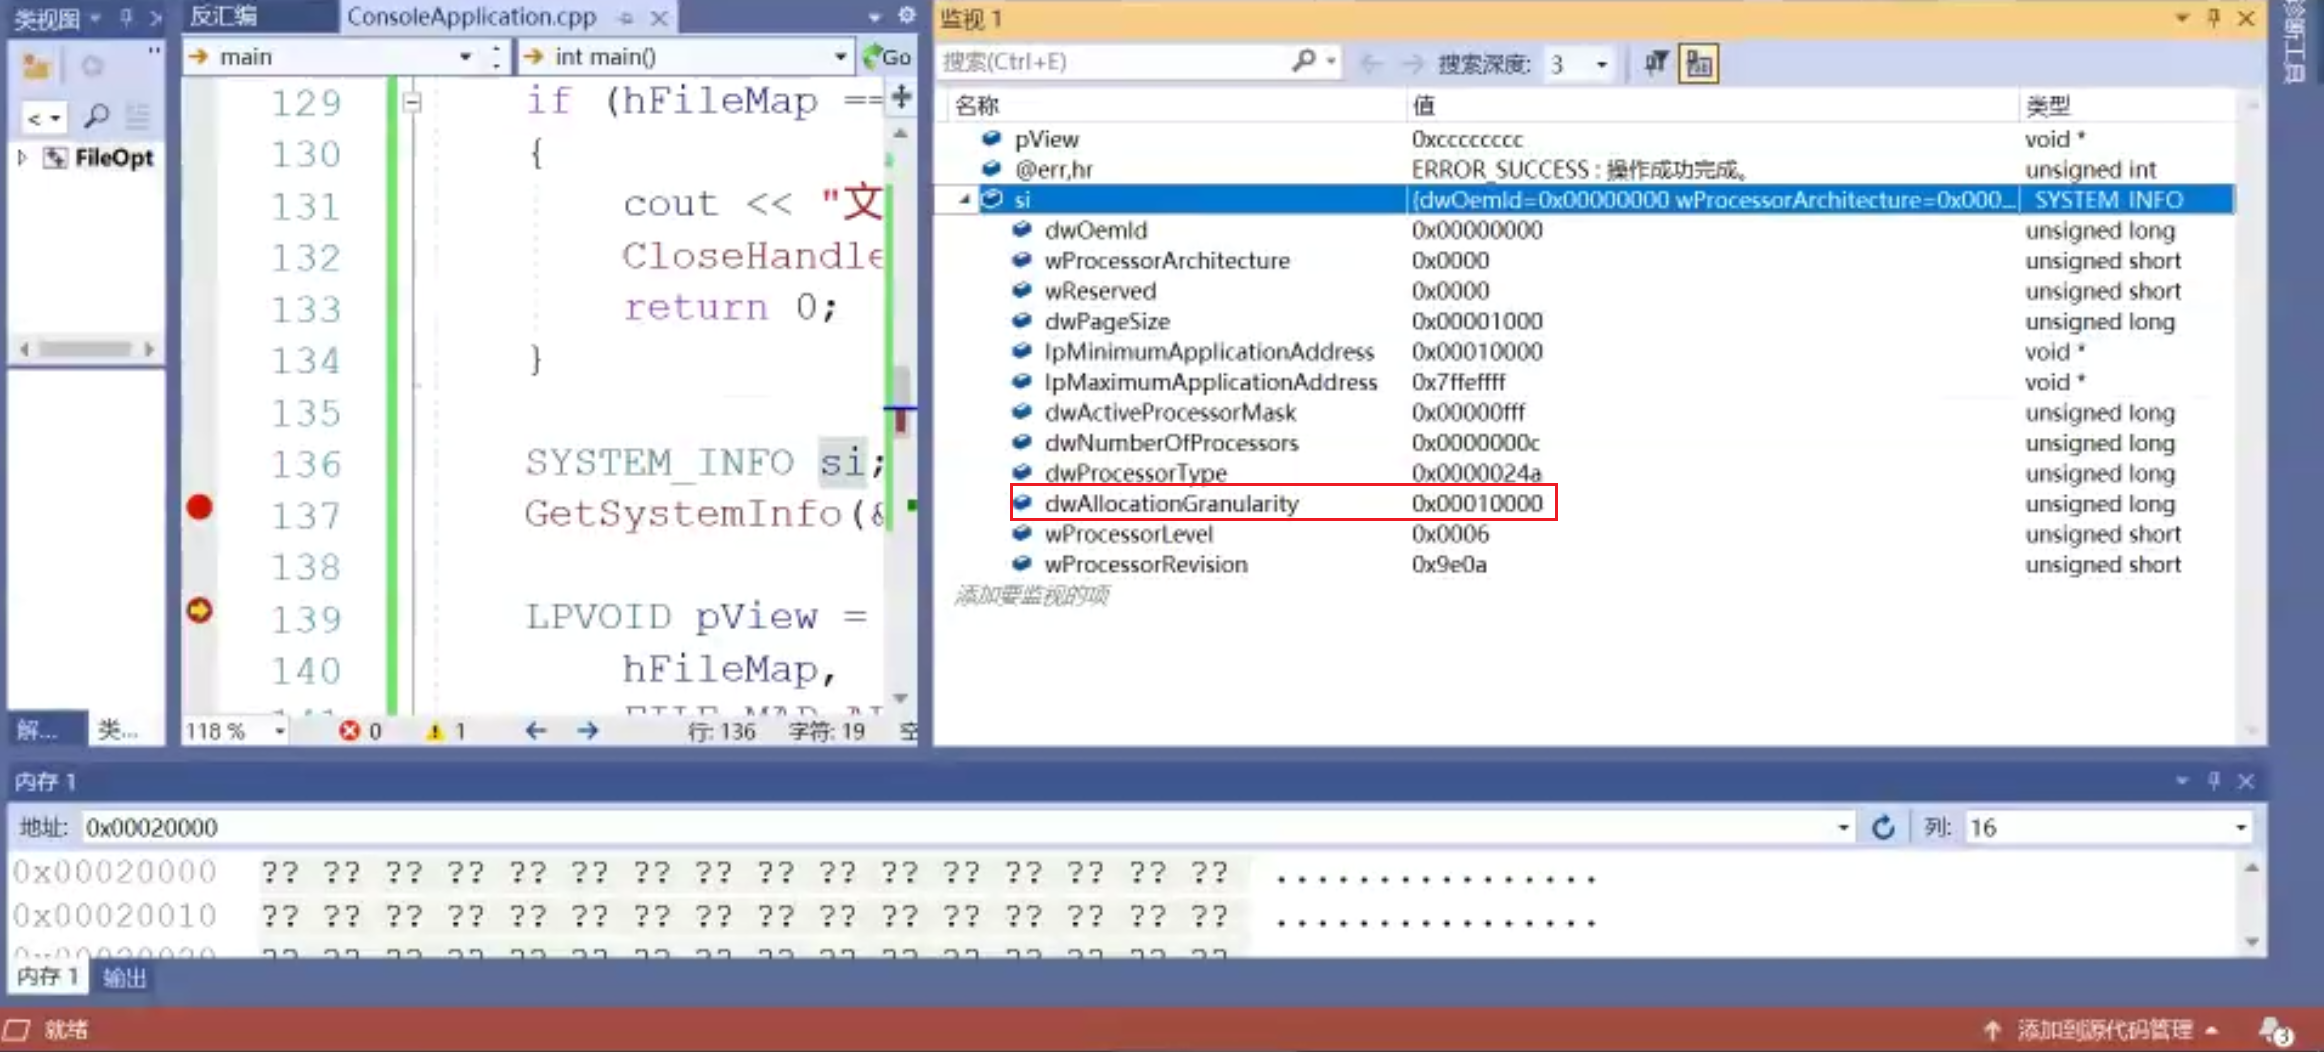 类视图
反汇编
ConsoleApplication.cpp
main
int main()
Go
<
FileOpt
129 if (hFileMap ==
130 {
131 cout << "文
132 CloseHandle
133 return 0;
134 }
135
136 SYSTEM_INFO si;
137 GetSystemInfo(&
138
139 LPVOID pView =
140 hFileMap,
解...
类...
118 %
0
1
行: 136
字符: 19
监视 1
搜索(Ctrl+E)
搜索深度: 3
名称 值 类型
pView 0xcccccccc void *
@err,hr ERROR_SUCCESS : 操作成功完成。 unsigned int
si {dwOemId=0x00000000 wProcessorArchitecture=0x000... _SYSTEM_INFO
dwOemId 0x00000000 unsigned long
wProcessorArchitecture 0x0000 unsigned short
wReserved 0x0000 unsigned short
dwPageSize 0x00001000 unsigned long
lpMinimumApplicationAddress 0x00010000 void *
lpMaximumApplicationAddress 0x7ffeffff void *
dwActiveProcessorMask 0x00000fff unsigned long
dwNumberOfProcessors 0x0000000c unsigned long
dwProcessorType 0x0000024a unsigned long
dwAllocationGranularity 0x00010000 unsigned long
wProcessorLevel 0x0006 unsigned short
wProcessorRevision 0x9e0a unsigned short
添加要监视的项
诊断工具
内存 1
地址: 0x00020000
列: 16
0x00020000 ?? ?? ?? ?? ?? ?? ?? ?? ?? ?? ?? ?? ?? ?? ?? ?? ................
0x00020010 ?? ?? ?? ?? ?? ?? ?? ?? ?? ?? ?? ?? ?? ?? ?? ?? ................
内存 1
输出
就绪
添加到源代码管理
3